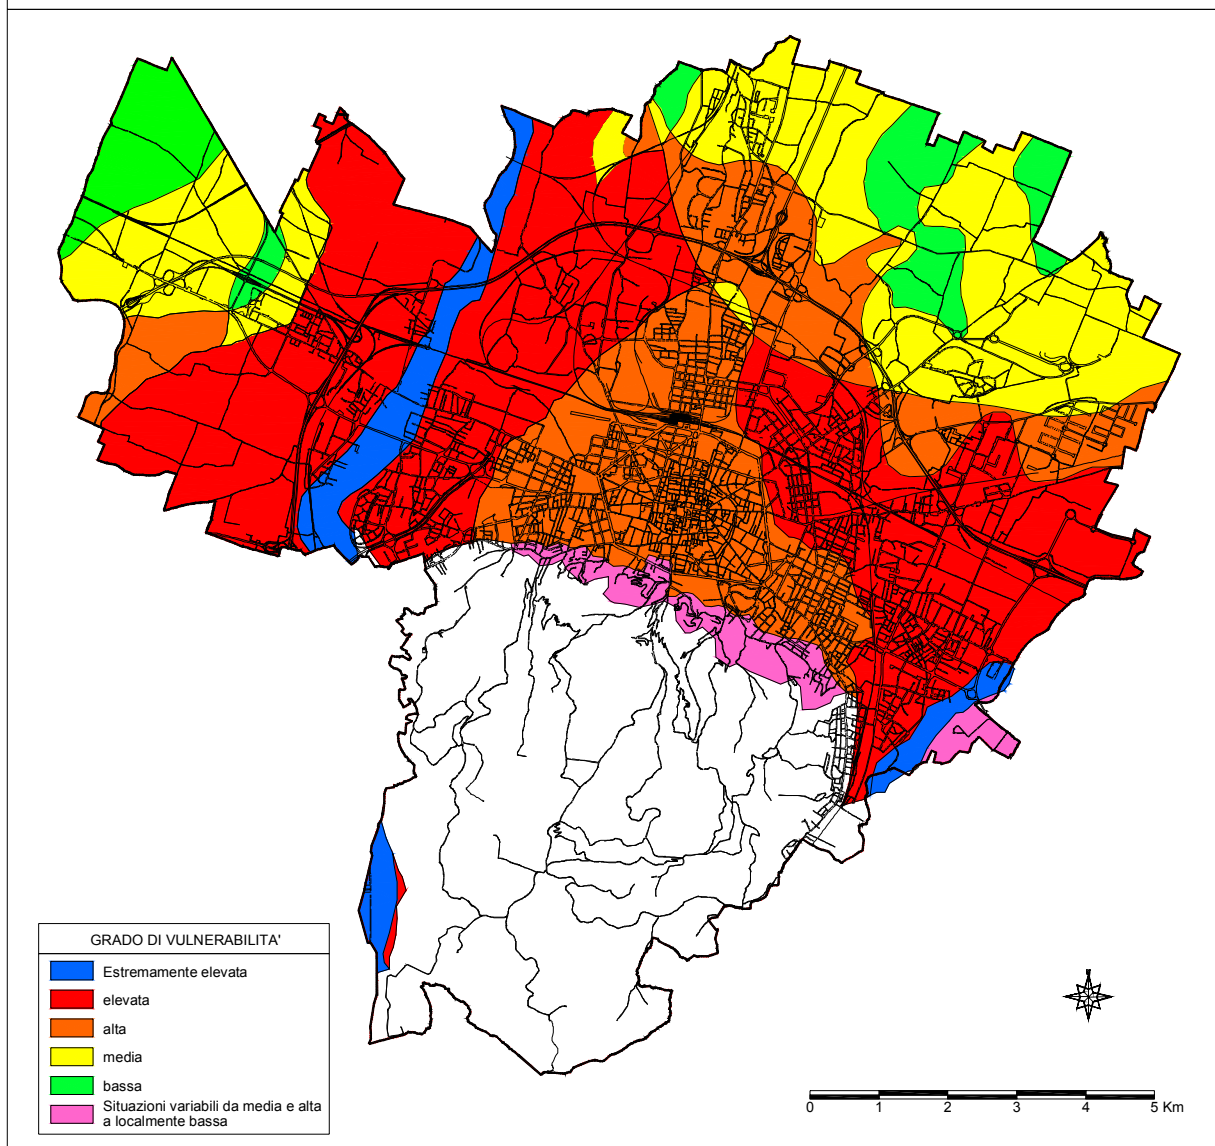 GRADO DI VULNERABILITA'
Estremamente elevata
elevata
alta
media
bassa
Situazioni variabili da media e alta
a localmente bassa
0 1 2 3 4 5 Km